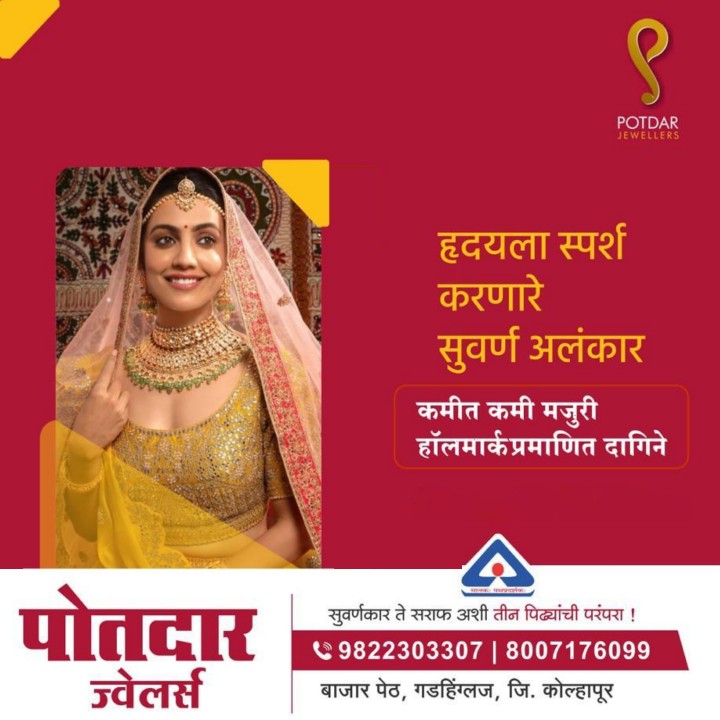 POTDAR
JEWELLERS
हृदयला स्पर्श
करणारे
सुवर्ण अलंकार
कमीत कमी मजुरी
हॉलमार्कप्रमाणित दागिने
पोतदार
ज्वेलर्स
सुवर्णकार ते सराफ अशी तीन पिढ्यांची परंपरा !
9822303307 | 8007176099
बाजार पेठ, गडहिंग्लज, जि. कोल्हापूर